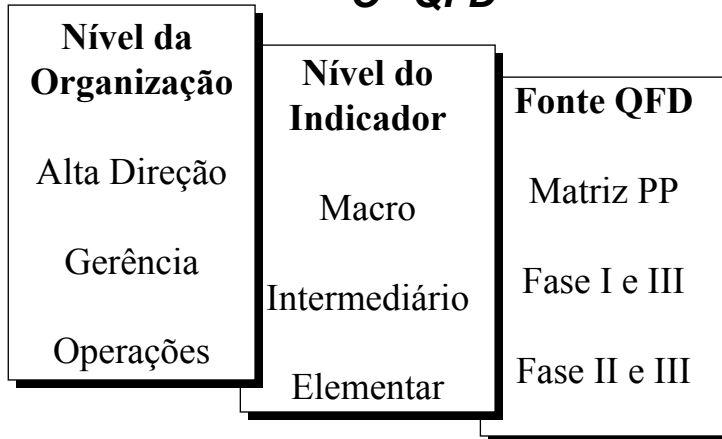 O QFD
Nível da
Organização
Alta Direção
Gerência
Operações
Nível do
Indicador
Macro
Intermediário
Elementar
Fonte QFD
Matriz PP
Fase I e III
Fase II e III